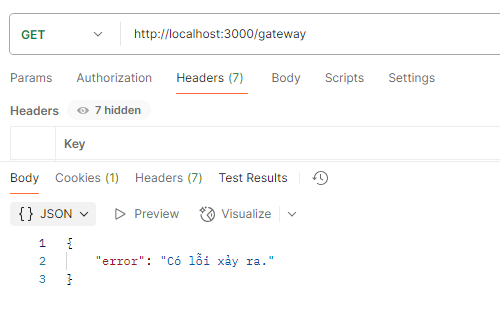 GET http://localhost:3000/gateway
Params Authorization Headers (7) Body Scripts Settings
Headers 7 hidden
Key
Body Cookies (1) Headers (7) Test Results
{} JSON Preview Visualize
1 {
2 "error": "Có lỗi xảy ra."
3 }